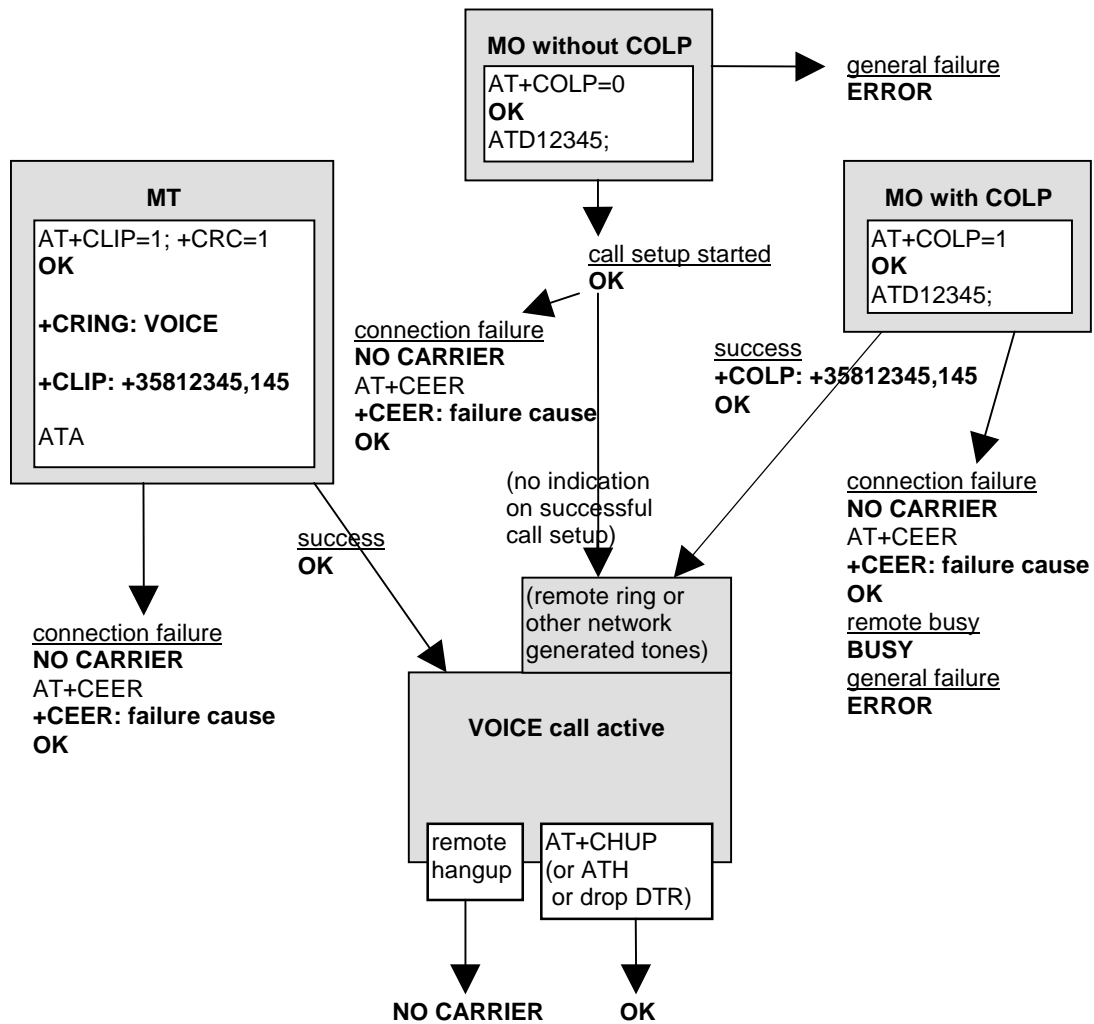 MO without COLP
AT+COLP=0
OK
ATD12345;
general failure
ERROR
MT
AT+CLIP=1; +CRC=1
OK
+CRING: VOICE
+CLIP: +35812345,145
ATA
MO with COLP
AT+COLP=1
OK
ATD12345;
call setup started
OK
connection failure
NO CARRIER
AT+CEER
+CEER: failure cause
OK
success
+COLP: +35812345,145
OK
(no indication
on successful
call setup)
success
OK
connection failure
NO CARRIER
AT+CEER
+CEER: failure cause
OK
remote busy
BUSY
general failure
ERROR
connection failure
NO CARRIER
AT+CEER
+CEER: failure cause
OK
(remote ring or
other network
generated tones)
VOICE call active
remote
hangup
AT+CHUP
(or ATH
or drop DTR)
NO CARRIER
OK